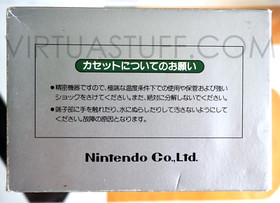 VIRTUASTUFF.COM
カセットについてのお願い
●精密機器ですので、極端な温度条件下での使用や保管および強い
ショックをさけてください。また、絶対に分解しないでください。
●端子部に手を触れたり、水にぬらしたりして汚さないようにして
ください。故障の原因となります。
Nintendo Co.,Ltd.